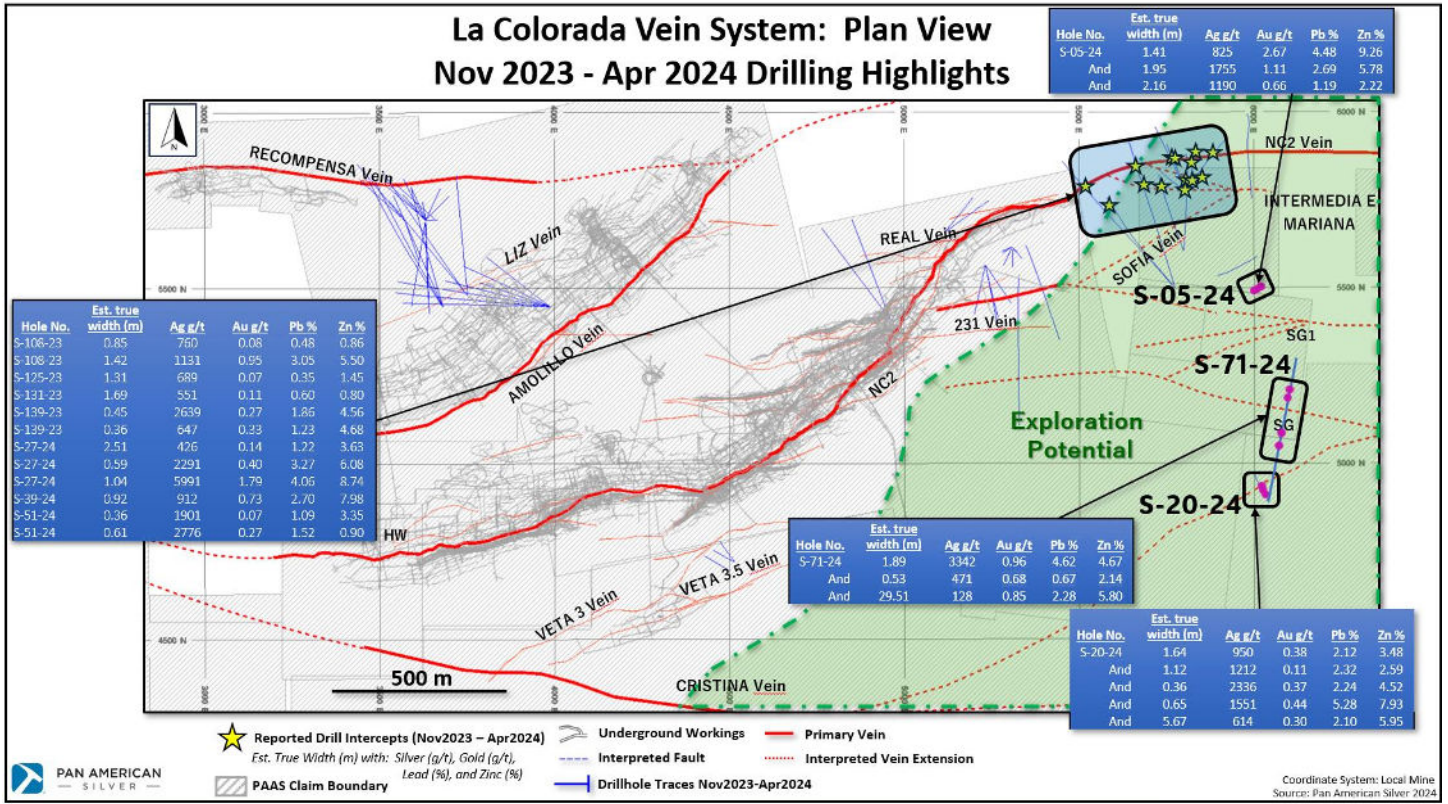 La Colorada Vein System: Plan View
Nov 2023 - Apr 2024 Drilling Highlights
Hole No. Est. true width (m) Ag g/t Au g/t Pb % Zn %
S-05-24 1.41 825 2.67 4.48 9.26
And 1.95 1755 1.11 2.69 5.78
And 2.16 1190 0.66 1.19 2.22
N
RECOMPENSA Vein
LIZ Vein
AMOLILLO Vein
REAL Vein
NC2 Vein
INTERMEDIA E
MARIANA
SOFIA Vein
S-05-24
231 Vein
SG1
S-71-24
NC2
SG
Exploration
Potential
S-20-24
HW
VETA 3.5 Vein
VETA 3 Vein
CRISTINA Vein
500 m
6000 N
5500 N
5000 N
4500 N
Hole No. Est. true width (m) Ag g/t Au g/t Pb % Zn %
S-108-23 0.85 760 0.08 0.48 0.86
S-108-23 1.42 1131 0.95 3.05 5.50
S-125-23 1.31 689 0.07 0.35 1.45
S-131-23 1.69 551 0.11 0.60 0.80
S-139-23 0.45 2639 0.27 1.86 4.56
S-139-23 0.36 647 0.33 1.23 4.68
S-27-24 2.51 426 0.14 1.22 3.63
S-27-24 0.59 2291 0.40 3.27 6.08
S-27-24 1.04 5991 1.79 4.06 8.74
S-39-24 0.92 912 0.73 2.70 7.98
S-51-24 0.36 1901 0.07 1.09 3.35
S-51-24 0.61 2776 0.27 1.52 0.90
Hole No. Est. true width (m) Ag g/t Au g/t Pb % Zn %
S-71-24 1.89 3342 0.96 4.62 4.67
And 0.53 471 0.68 0.67 2.14
And 29.51 128 0.85 2.28 5.80
Hole No. Est. true width (m) Ag g/t Au g/t Pb % Zn %
S-20-24 1.64 950 0.38 2.12 3.48
And 1.12 1212 0.11 2.32 2.59
And 0.36 2336 0.37 2.24 4.52
And 0.65 1551 0.44 5.28 7.93
And 5.67 614 0.30 2.10 5.95
Reported Drill Intercepts (Nov2023 – Apr2024)
Est. True Width (m) with: Silver (g/t), Gold (g/t),
Lead (%), and Zinc (%)
PAAS Claim Boundary
Underground Workings
Interpreted Fault
Drillhole Traces Nov2023-Apr2024
Primary Vein
Interpreted Vein Extension
PAN AMERICAN
SILVER
Coordinate System: Local Mine
Source: Pan American Silver 2024